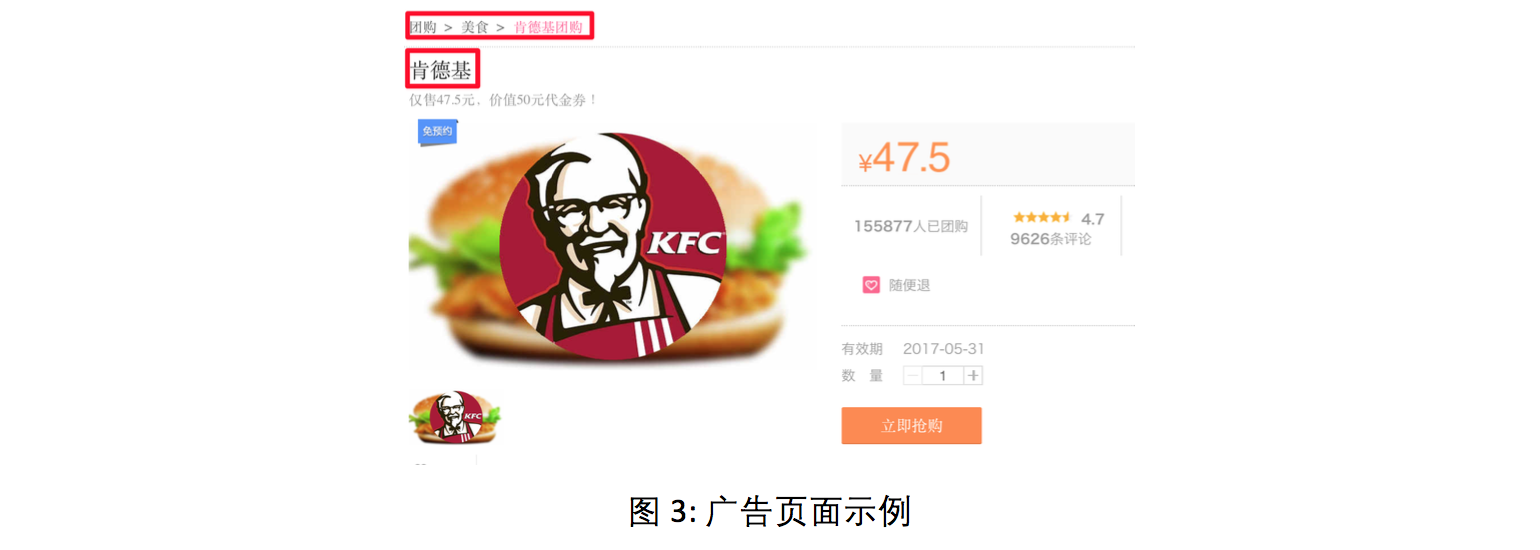 团购 > 美食 > 肯德基团购
肯德基
仅售47.5元，价值50元代金券！
免预约
KFC
¥47.5
155877人已团购
4.7
9626条评论
随便退
有效期 2017-05-31
数 量 − 1 +
立即抢购
KFC
图 3: 广告页面示例